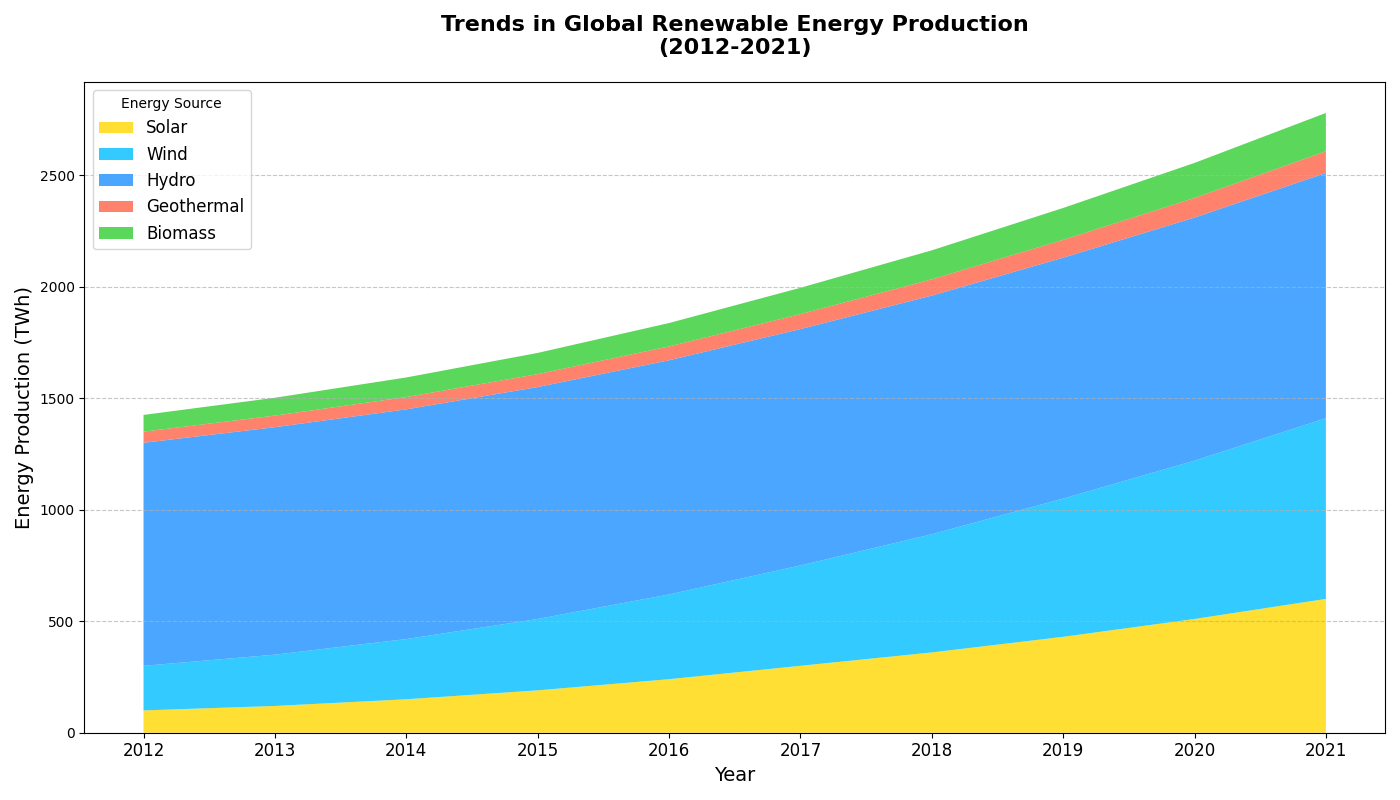 Trends in Global Renewable Energy Production
(2012-2021)
Energy Source
Solar
Wind
Hydro
Geothermal
Biomass
Energy Production (TWh)
2500
2000
1500
1000
500
0
2012 2013 2014 2015 2016 2017 2018 2019 2020 2021
Year